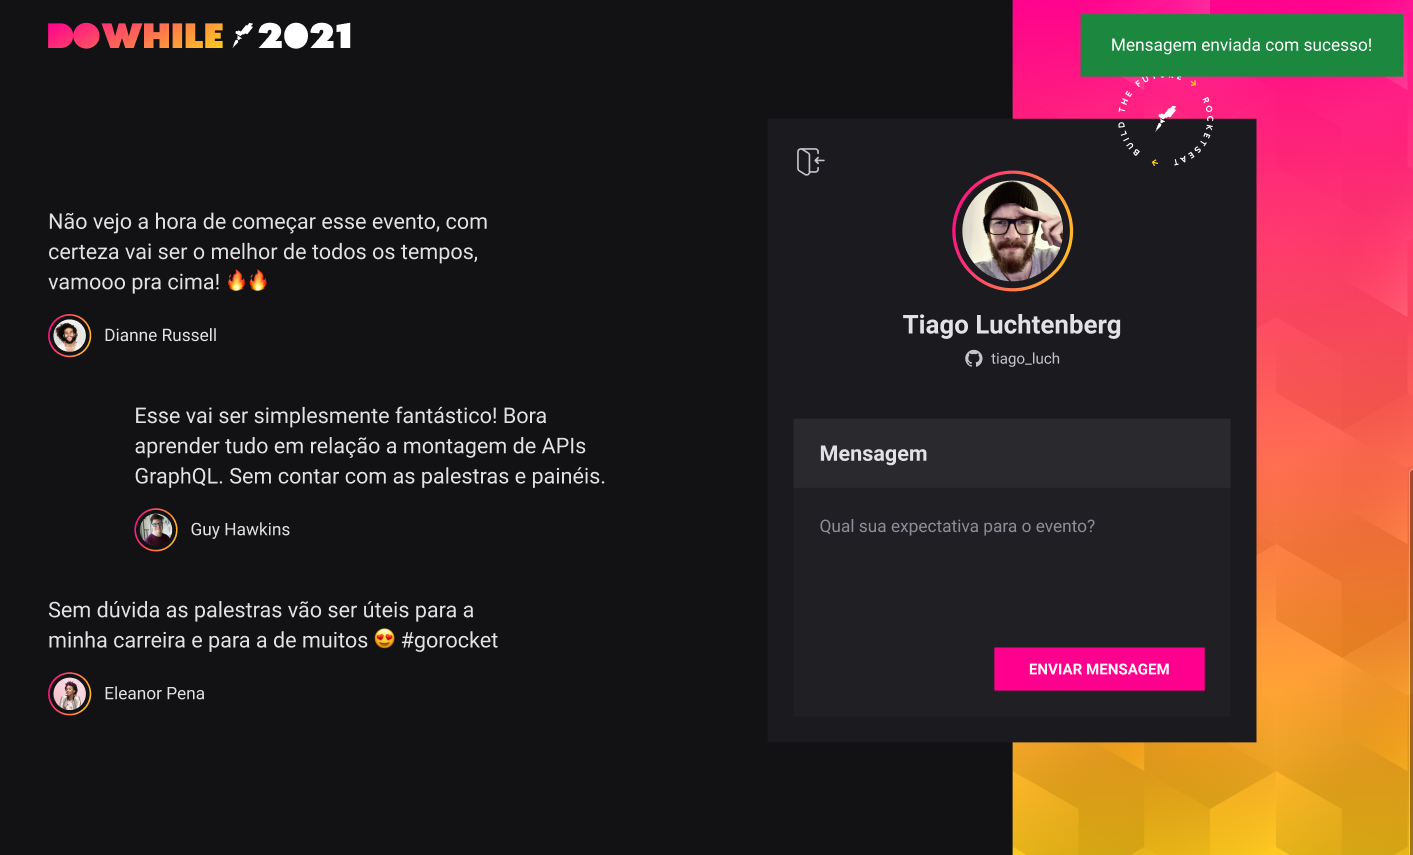 DOWHILE 2021
Mensagem enviada com sucesso!
BUILD THE FUTURE ROCKETSEAT
Não vejo a hora de começar esse evento, com
certeza vai ser o melhor de todos os tempos,
vamooo pra cima! 🔥🔥
Dianne Russell
Esse vai ser simplesmente fantástico! Bora
aprender tudo em relação a montagem de APIs
GraphQL. Sem contar com as palestras e painéis.
Guy Hawkins
Sem dúvida as palestras vão ser úteis para a
minha carreira e para a de muitos 😍 #gorocket
Eleanor Pena
Tiago Luchtenberg
tiago_luch
Mensagem
Qual sua expectativa para o evento?
ENVIAR MENSAGEM